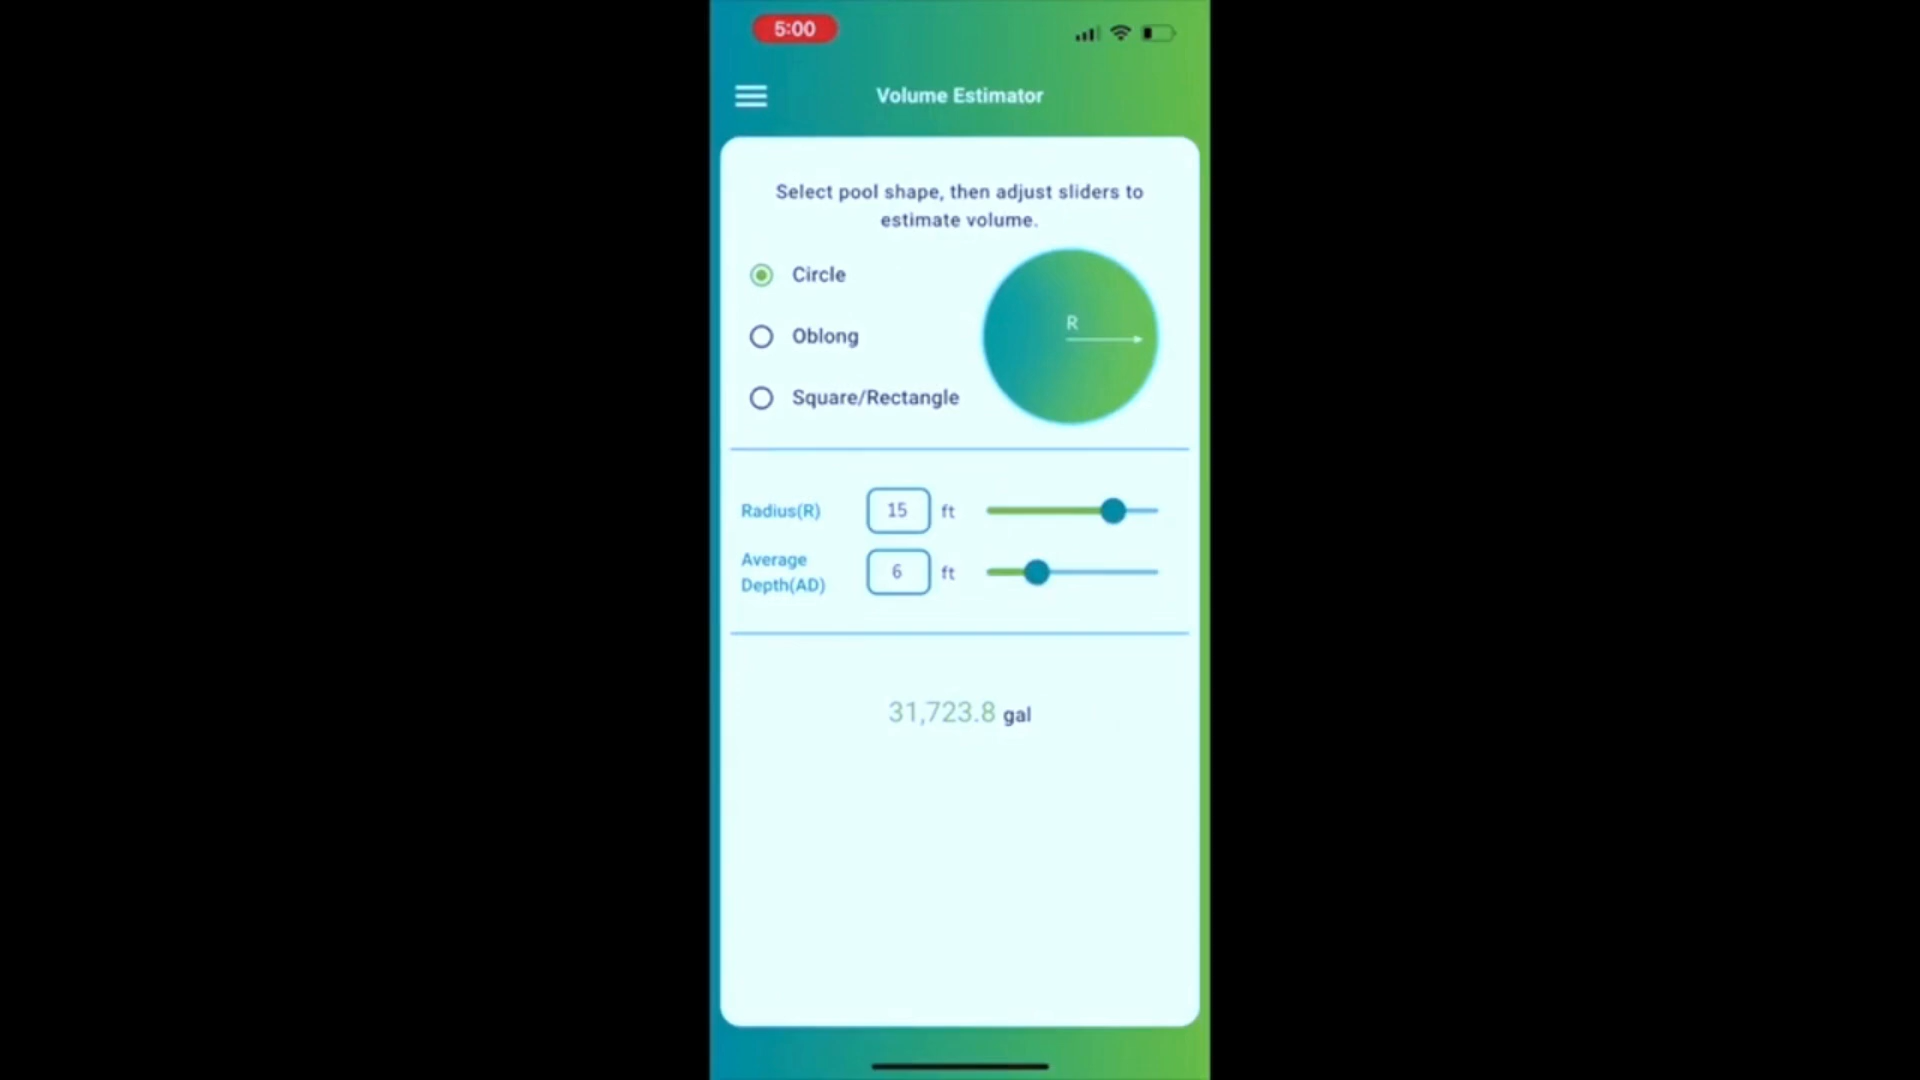 5:00
Volume Estimator
Select pool shape, then adjust sliders to
estimate volume.
Circle
Oblong
Square/Rectangle
R
Radius(R) 15 ft
Average
Depth(AD) 6 ft
31,723.8 gal